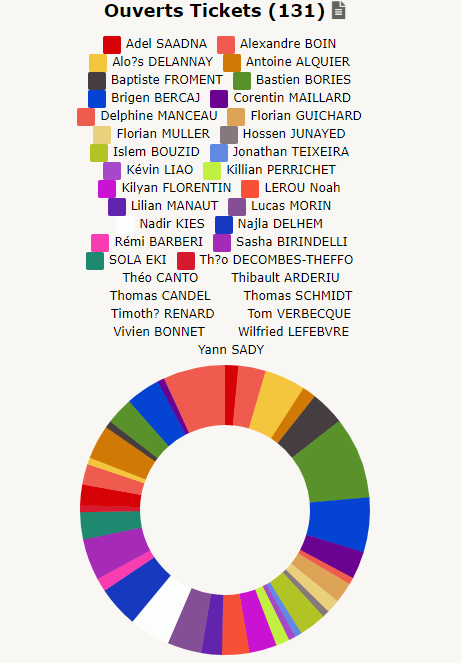 Ouverts Tickets (131)
Adel SAADNA Alexandre BOIN
Alo?s DELANNAY Antoine ALQUIER
Baptiste FROMENT Bastien BORIES
Brigen BERCAJ Corentin MAILLARD
Delphine MANCEAU Florian GUICHARD
Florian MULLER Hossen JUNAYED
Islem BOUZID Jonathan TEIXEIRA
Kévin LIAO Killian PERRICHET
Kilyan FLORENTIN LEROU Noah
Lilian MANAUT Lucas MORIN
Nadir KIES Najla DELHEM
Rémi BARBERI Sasha BIRINDELLI
SOLA EKI Th?o DECOMBES-THEFFO
Théo CANTO Thibault ARDERIU
Thomas CANDEL Thomas SCHMIDT
Timoth? RENARD Tom VERBECQUE
Vivien BONNET Wilfried LEFEBVRE
Yann SADY